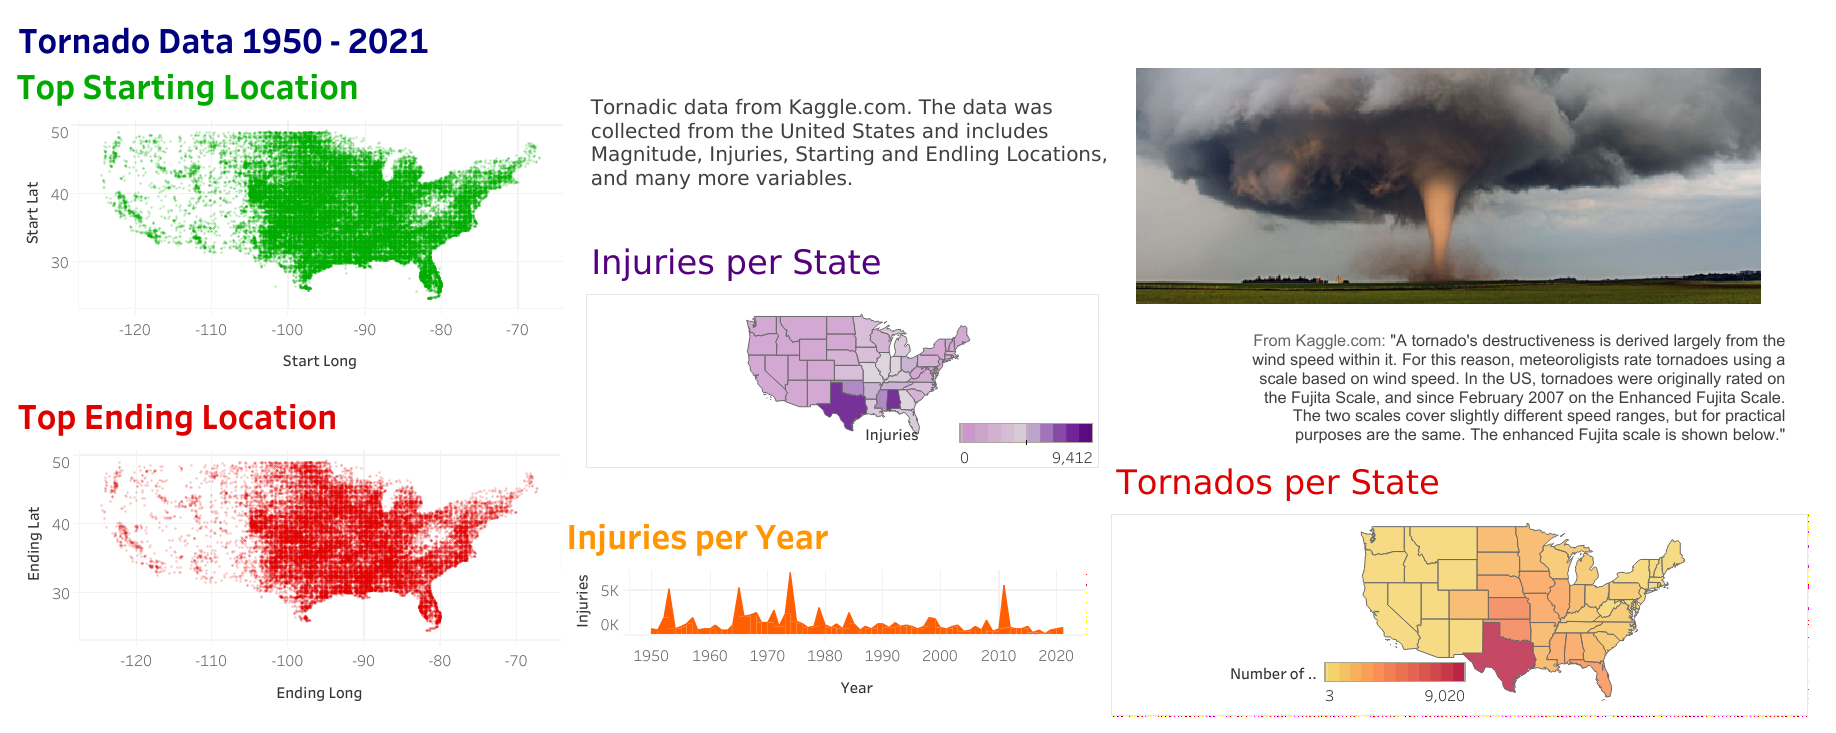 Tornado Data 1950 - 2021
Top Starting Location
50
40
30
Start Lat
-120 -110 -100 -90 -80 -70
Start Long
Top Ending Location
50
40
30
Ending Lat
-120 -110 -100 -90 -80 -70
Ending Long
Tornadic data from Kaggle.com. The data was
collected from the United States and includes
Magnitude, Injuries, Starting and Endling Locations,
and many more variables.
Injuries per State
Injuries
0 9,412
Injuries per Year
Injuries
5K
0K
1950 1960 1970 1980 1990 2000 2010 2020
Year
From Kaggle.com: "A tornado's destructiveness is derived largely from the
wind speed within it. For this reason, meteoroligists rate tornadoes using a
scale based on wind speed. In the US, tornadoes were originally rated on
the Fujita Scale, and since February 2007 on the Enhanced Fujita Scale.
The two scales cover slightly different speed ranges, but for practical
purposes are the same. The enhanced Fujita scale is shown below."
Tornados per State
Number of ..
3 9,020